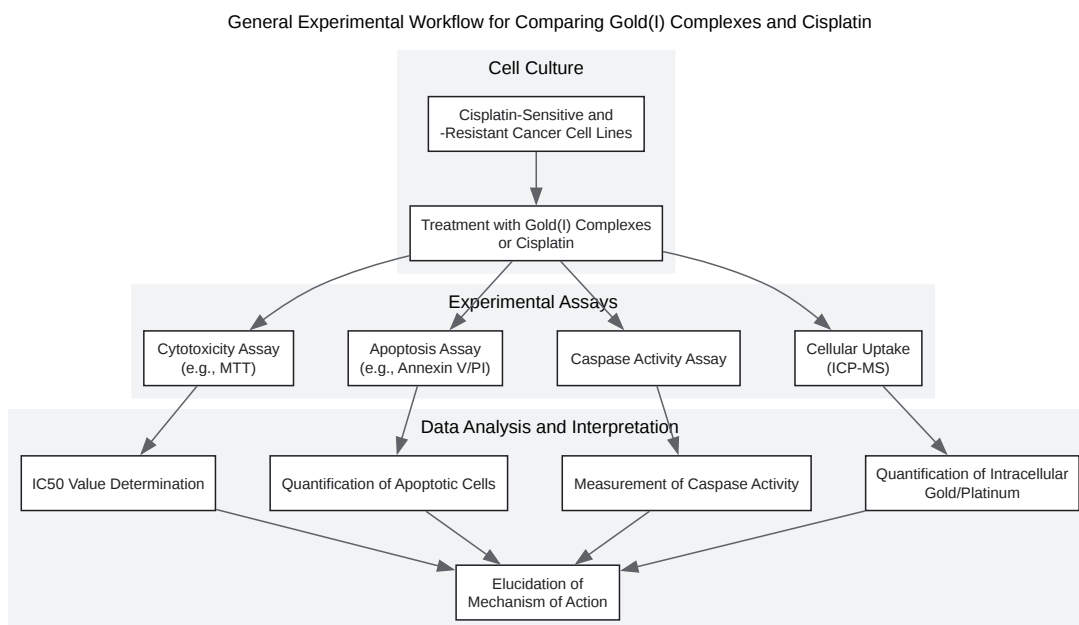 General Experimental Workflow for Comparing Gold(I) Complexes and Cisplatin
Cell Culture
Cisplatin-Sensitive and
-Resistant Cancer Cell Lines
Treatment with Gold(I) Complexes
or Cisplatin
Experimental Assays
Cytotoxicity Assay
(e.g., MTT)
Apoptosis Assay
(e.g., Annexin V/PI)
Caspase Activity Assay
Cellular Uptake
(ICP-MS)
Data Analysis and Interpretation
IC50 Value Determination
Quantification of Apoptotic Cells
Measurement of Caspase Activity
Quantification of Intracellular
Gold/Platinum
Elucidation of
Mechanism of Action